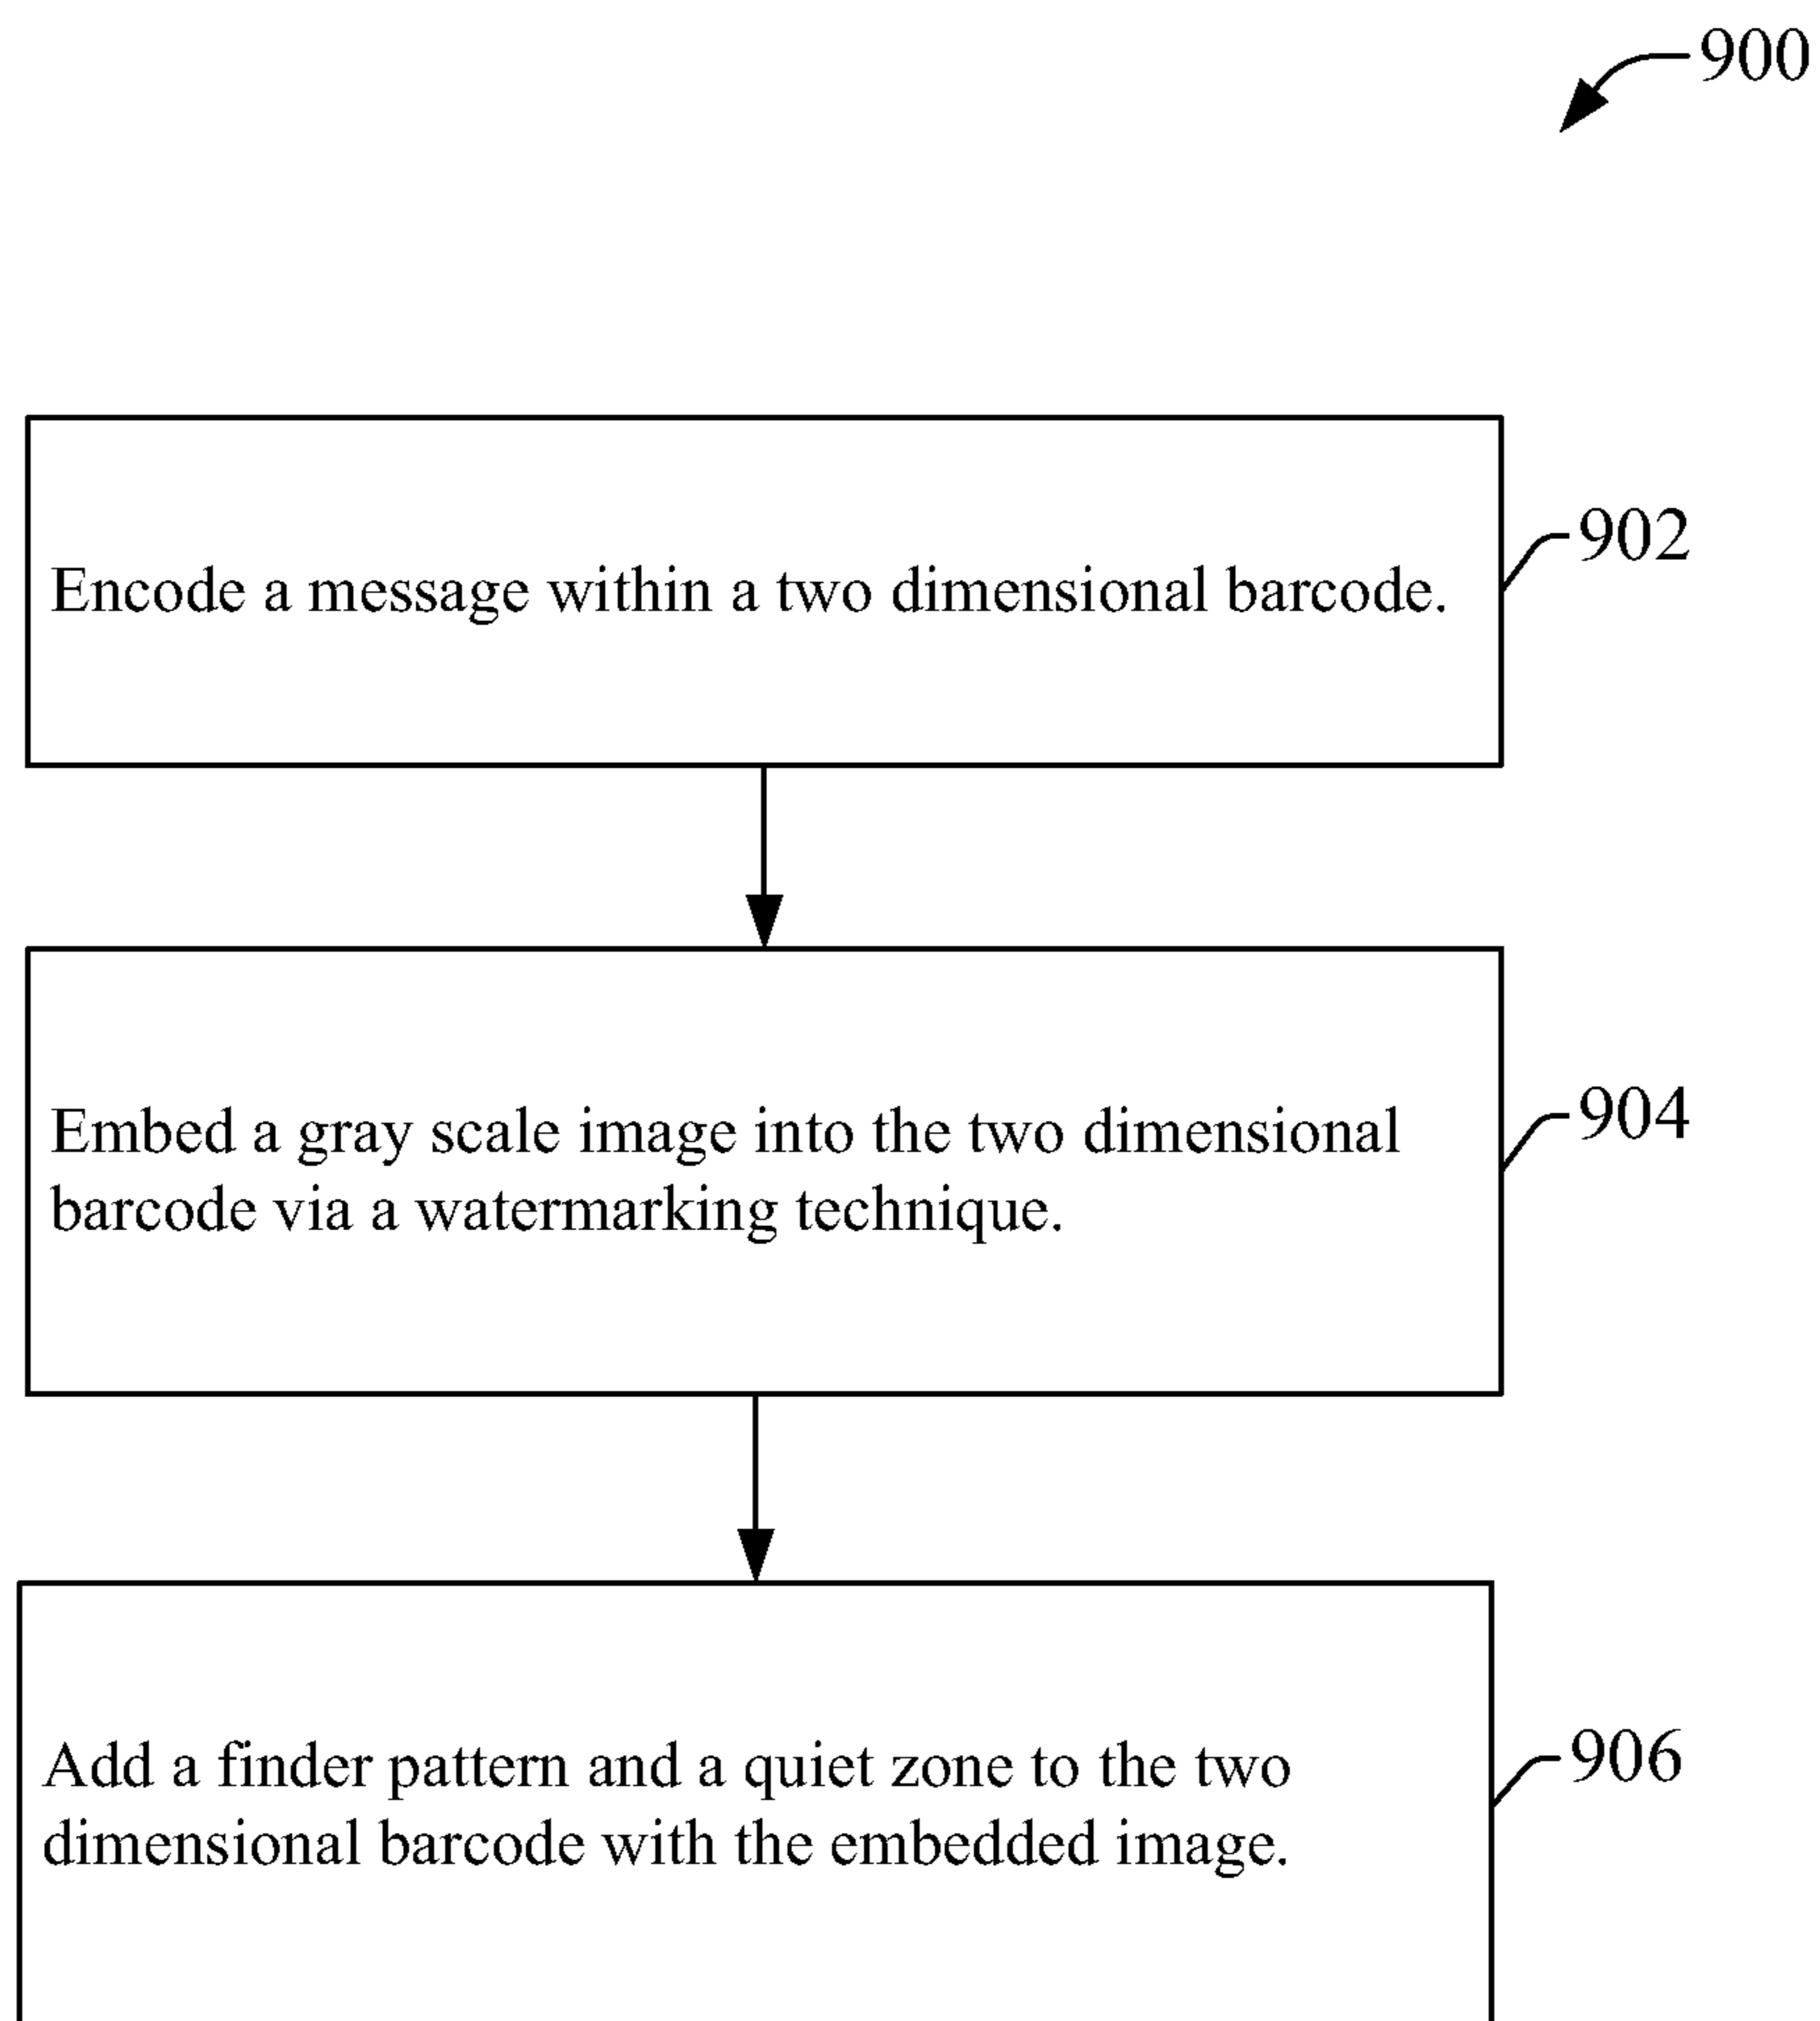 900
Encode a message within a two dimensional barcode.
902
Embed a gray scale image into the two dimensional
barcode via a watermarking technique.
904
Add a finder pattern and a quiet zone to the two
dimensional barcode with the embedded image.
906